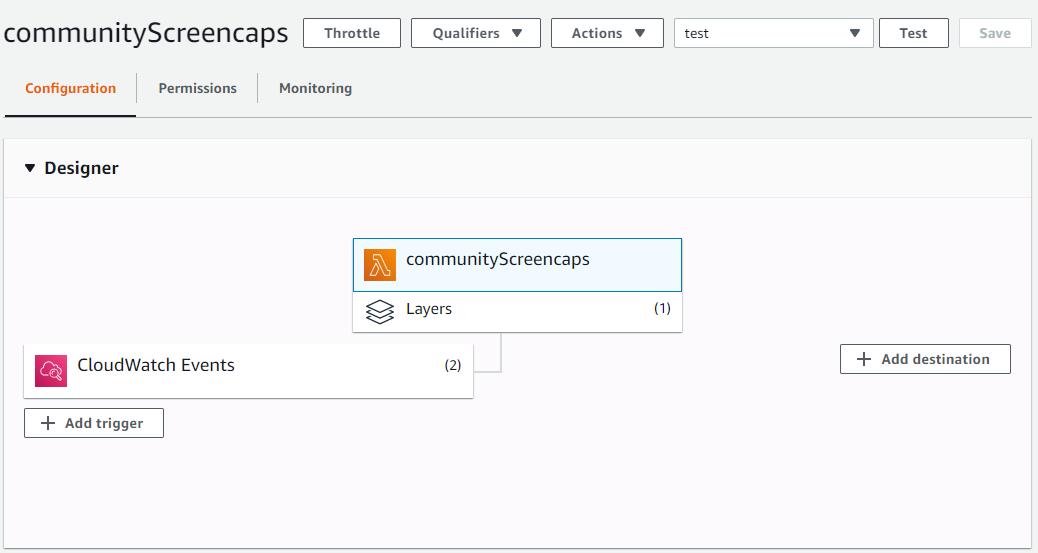 communityScreencaps Throttle Qualifiers Actions test Test Save
Configuration Permissions Monitoring
Designer
communityScreencaps
Layers (1)
CloudWatch Events (2)
Add destination
Add trigger